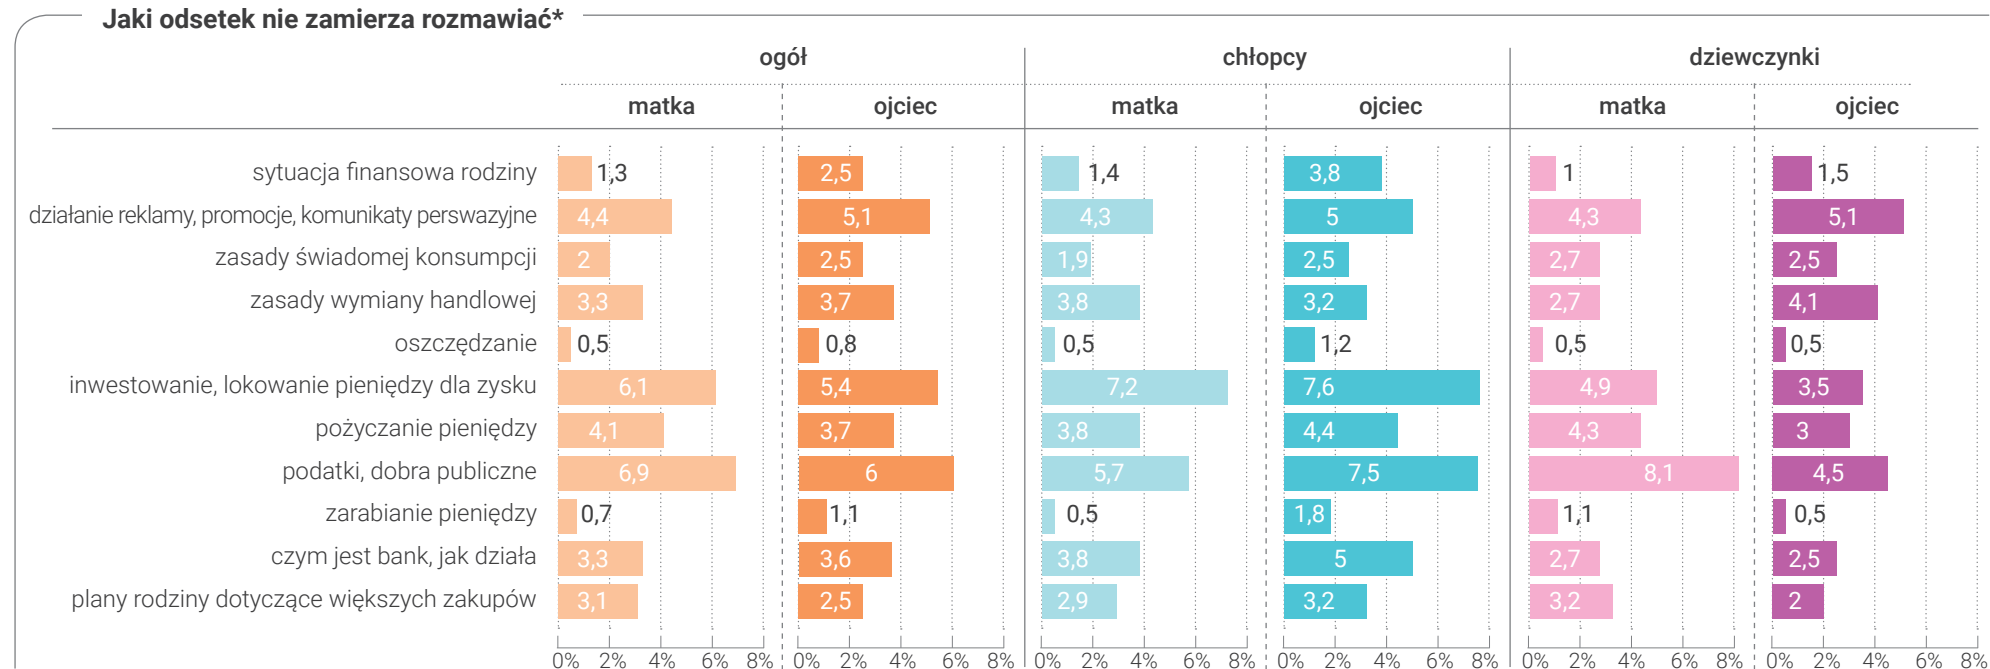 Jaki odsetek nie zamierza rozmawiać*
ogół chłopcy dziewczynki
matka ojciec matka ojciec matka ojciec
sytuacja finansowa rodziny 1,3 2,5 1,4 3,8 1 1,5
działanie reklamy, promocje, komunikaty perswazyjne 4,4 5,1 4,3 5 4,3 5,1
zasady świadomej konsumpcji 2 2,5 1,9 2,5 2,7 2,5
zasady wymiany handlowej 3,3 3,7 3,8 3,2 2,7 4,1
oszczędzanie 0,5 0,8 0,5 1,2 0,5 0,5
inwestowanie, lokowanie pieniędzy dla zysku 6,1 5,4 7,2 7,6 4,9 3,5
pożyczanie pieniędzy 4,1 3,7 3,8 4,4 4,3 3
podatki, dobra publiczne 6,9 6 5,7 7,5 8,1 4,5
zarabianie pieniędzy 0,7 1,1 0,5 1,8 1,1 0,5
czym jest bank, jak działa 3,3 3,6 3,8 5 2,7 2,5
plany rodziny dotyczące większych zakupów 3,1 2,5 2,9 3,2 3,2 2
0% 2% 4% 6% 8% 0% 2% 4% 6% 8% 0% 2% 4% 6% 8% 0% 2% 4% 6% 8% 0% 2% 4% 6% 8% 0% 2% 4% 6% 8%